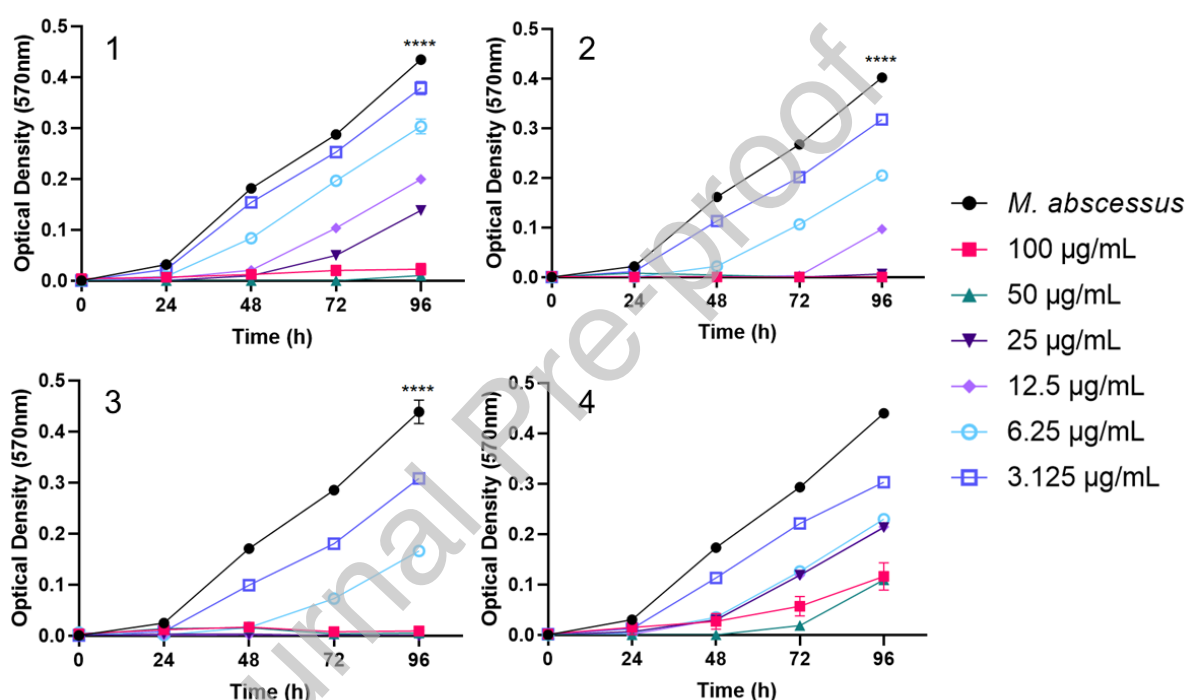 1
****
0.5
0.4
0.3
0.2
0.1
0.0
Optical Density (570nm)
0 24 48 72 96
Time (h)
2
****
0.5
0.4
0.3
0.2
0.1
0.0
Optical Density (570nm)
0 24 48 72 96
Time (h)
3
****
0.5
0.4
0.3
0.2
0.1
0.0
Optical Density (570nm)
0 24 48 72 96
Time (h)
4
0.5
0.4
0.3
0.2
0.1
0.0
Optical Density (570nm)
0 24 48 72 96
Time (h)
M. abscessus
100 µg/mL
50 µg/mL
25 µg/mL
12.5 µg/mL
6.25 µg/mL
3.125 µg/mL
urnal Pre-proof